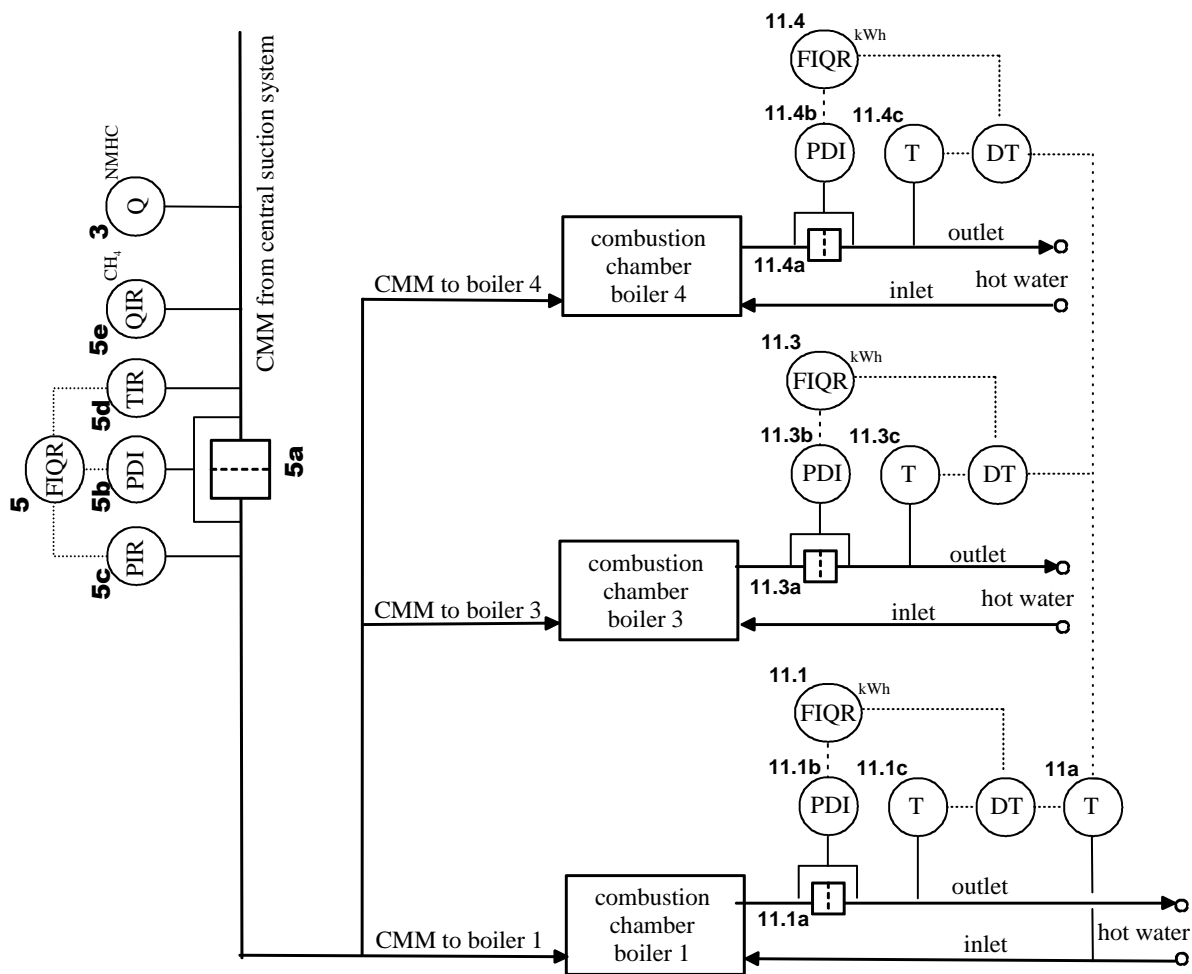 11.4
FIQR
kWh
11.4b
11.4c
PDI
T
DT
combustion
chamber
boiler 4
11.4a
outlet
hot water
inlet
CMM to boiler 4
NMHC
Q
3
CH4
QIR
5e
TIR
5d
FIQR
5
PDI
5b
5a
PIR
5c
CMM from central suction system
11.3
FIQR
kWh
11.3b
11.3c
PDI
T
DT
combustion
chamber
boiler 3
11.3a
outlet
hot water
inlet
CMM to boiler 3
11.1
FIQR
kWh
11.1b
11.1c
11a
PDI
T
DT
T
combustion
chamber
boiler 1
11.1a
outlet
hot water
inlet
CMM to boiler 1